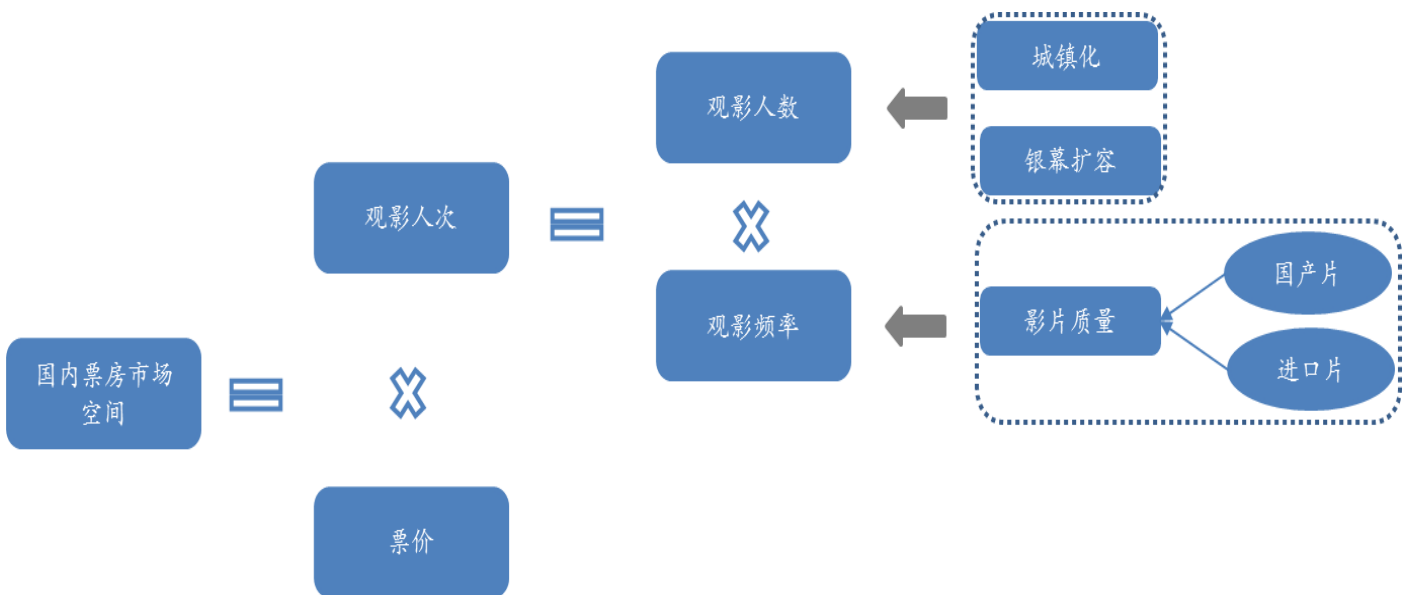 国内票房市场
空间
观影人次
票价
观影人数
观影频率
城镇化
银幕扩容
影片质量
国产片
进口片